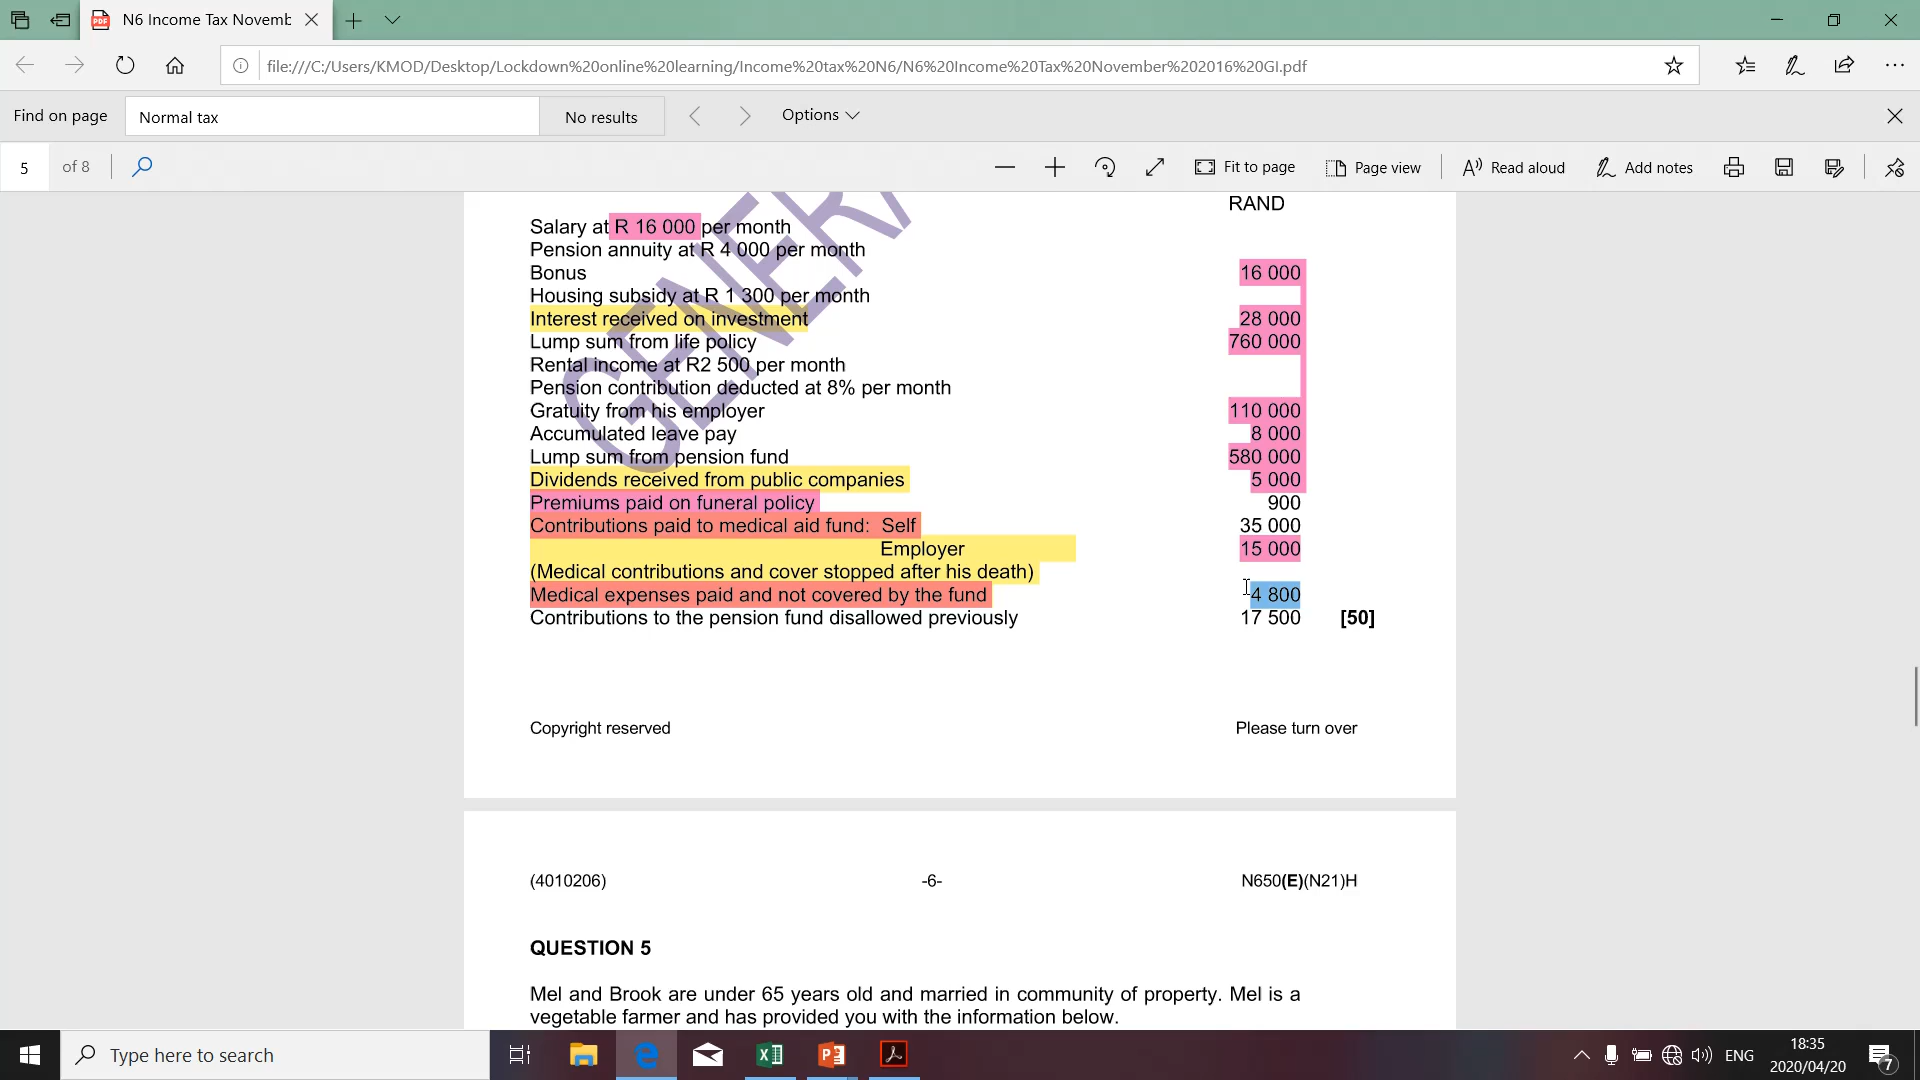 N6 Income Tax Novemb
file:///C:/Users/KMOD/Desktop/Lockdown%20online%20learning/Income%20tax%20N6/N6%20Income%20Tax%20November%202016%20GI.pdf
Find on page Normal tax No results Options
5 of 8 Fit to page Page view Read aloud Add notes
RAND
Salary at R 16 000 per month
Pension annuity at R 4 000 per month
Bonus 16 000
Housing subsidy at R 1 300 per month
Interest received on investment 28 000
Lump sum from life policy 760 000
Rental income at R2 500 per month
Pension contribution deducted at 8% per month
Gratuity from his employer 110 000
Accumulated leave pay 8 000
Lump sum from pension fund 580 000
Dividends received from public companies 5 000
Premiums paid on funeral policy 900
Contributions paid to medical aid fund: Self 35 000
Employer 15 000
(Medical contributions and cover stopped after his death)
Medical expenses paid and not covered by the fund 4 800
Contributions to the pension fund disallowed previously 17 500 [50]
Copyright reserved Please turn over
(4010206) -6- N650(E)(N21)H
QUESTION 5
Mel and Brook are under 65 years old and married in community of property. Mel is a
vegetable farmer and has provided you with the information below.
GENER
Type here to search
ENG
18:35
2020/04/20
7